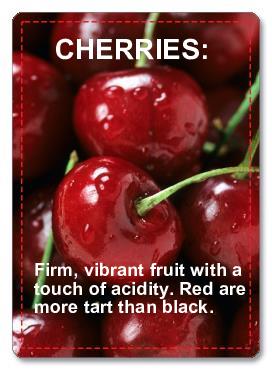 CHERRIES:
Firm, vibrant fruit with a
touch of acidity. Red are
more tart than black.